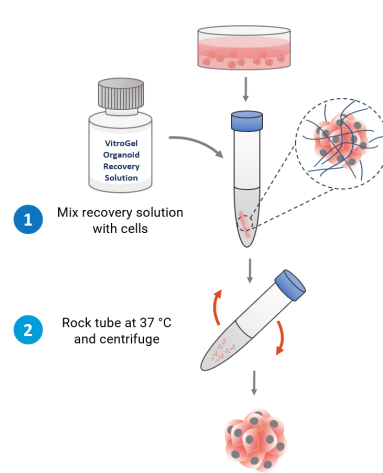 VitroGel
Organoid
Recovery
Solution
1
Mix recovery solution
with cells
2
Rock tube at 37 °C
and centrifuge